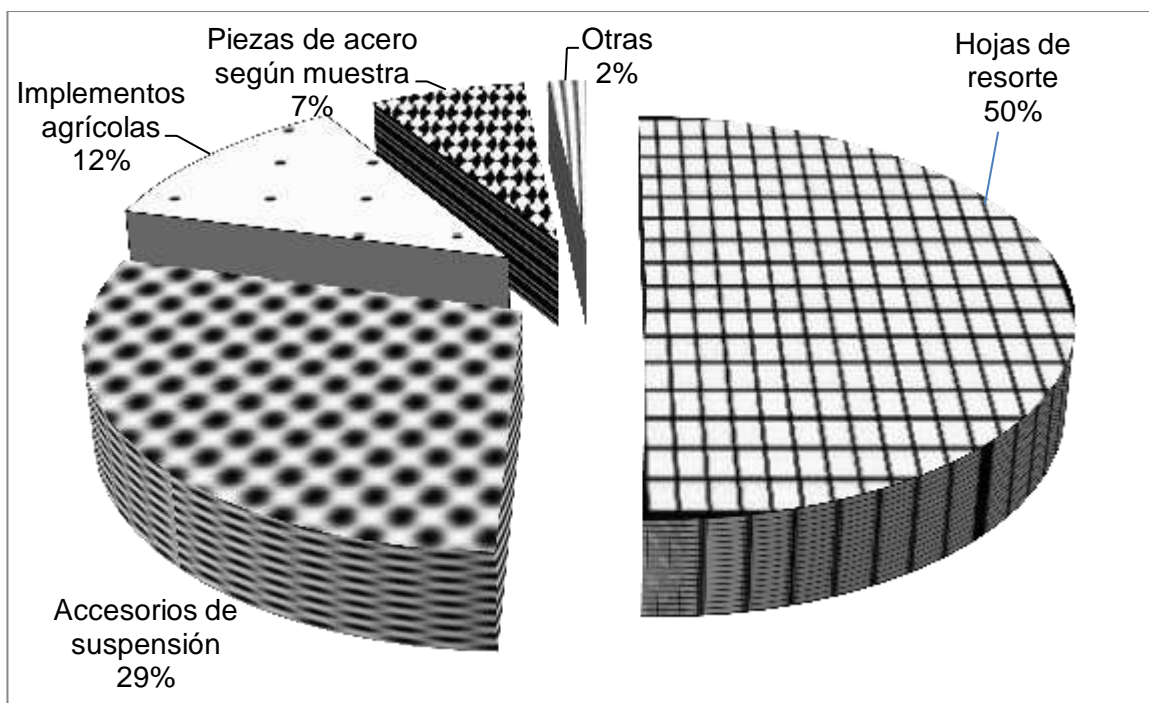 Piezas de acero
según muestra
7%
Otras
2%
Hojas de
resorte
50%
Implementos
agrícolas
12%
Accesorios de
suspensión
29%